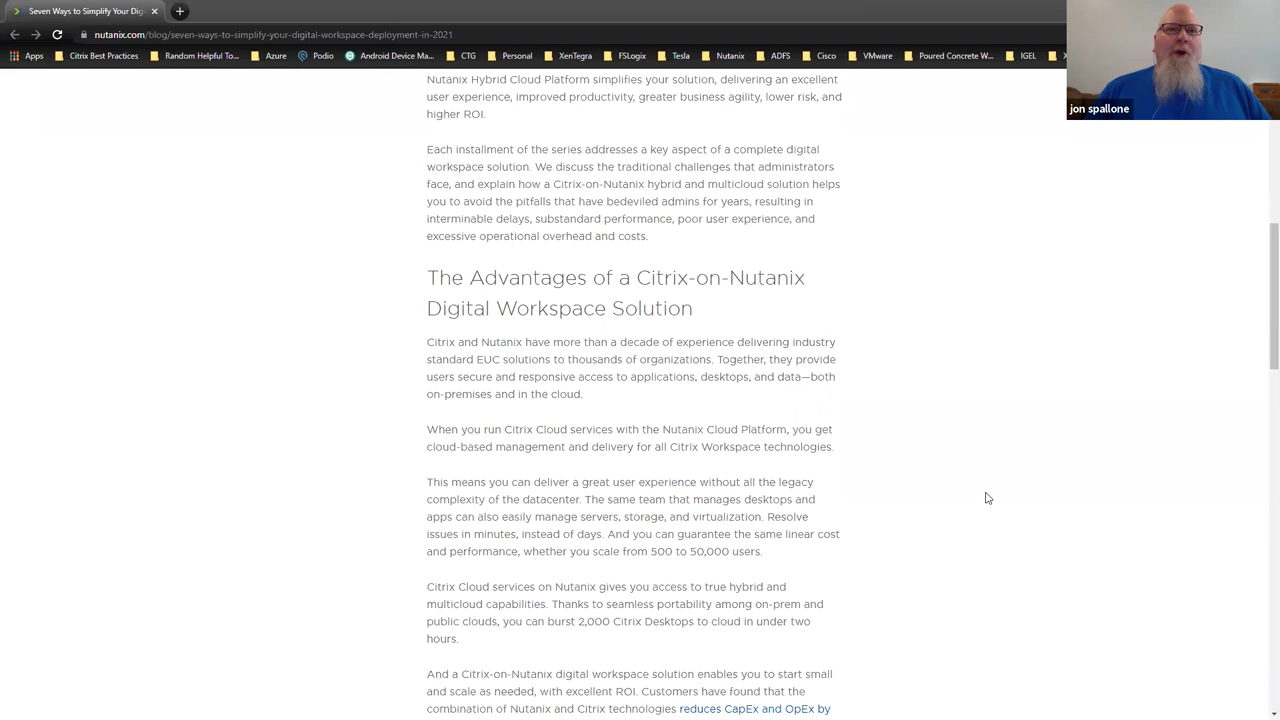 Seven Ways to Simplify Your Dig
nutanix.com/blog/seven-ways-to-simplify-your-digital-workspace-deployment-in-2021
Apps Citrix Best Practices Random Helpful To... Azure Podio Android Device Ma... CTG Personal XenTegra FSLogix Tesla Nutanix ADFS Cisco VMware Poured Concrete W... IGEL X
jon spallone
Nutanix Hybrid Cloud Platform simplifies your solution, delivering an excellent
user experience, improved productivity, greater business agility, lower risk, and
higher ROI.
Each installment of the series addresses a key aspect of a complete digital
workspace solution. We discuss the traditional challenges that administrators
face, and explain how a Citrix-on-Nutanix hybrid and multicloud solution helps
you to avoid the pitfalls that have bedeviled admins for years, resulting in
interminable delays, substandard performance, poor user experience, and
excessive operational overhead and costs.
The Advantages of a Citrix-on-Nutanix
Digital Workspace Solution
Citrix and Nutanix have more than a decade of experience delivering industry
standard EUC solutions to thousands of organizations. Together, they provide
users secure and responsive access to applications, desktops, and data—both
on-premises and in the cloud.
When you run Citrix Cloud services with the Nutanix Cloud Platform, you get
cloud-based management and delivery for all Citrix Workspace technologies.
This means you can deliver a great user experience without all the legacy
complexity of the datacenter. The same team that manages desktops and
apps can also easily manage servers, storage, and virtualization. Resolve
issues in minutes, instead of days. And you can guarantee the same linear cost
and performance, whether you scale from 500 to 50,000 users.
Citrix Cloud services on Nutanix gives you access to true hybrid and
multicloud capabilities. Thanks to seamless portability among on-prem and
public clouds, you can burst 2,000 Citrix Desktops to cloud in under two
hours.
And a Citrix-on-Nutanix digital workspace solution enables you to start small
and scale as needed, with excellent ROI. Customers have found that the
combination of Nutanix and Citrix technologies reduces CapEx and OpEx by